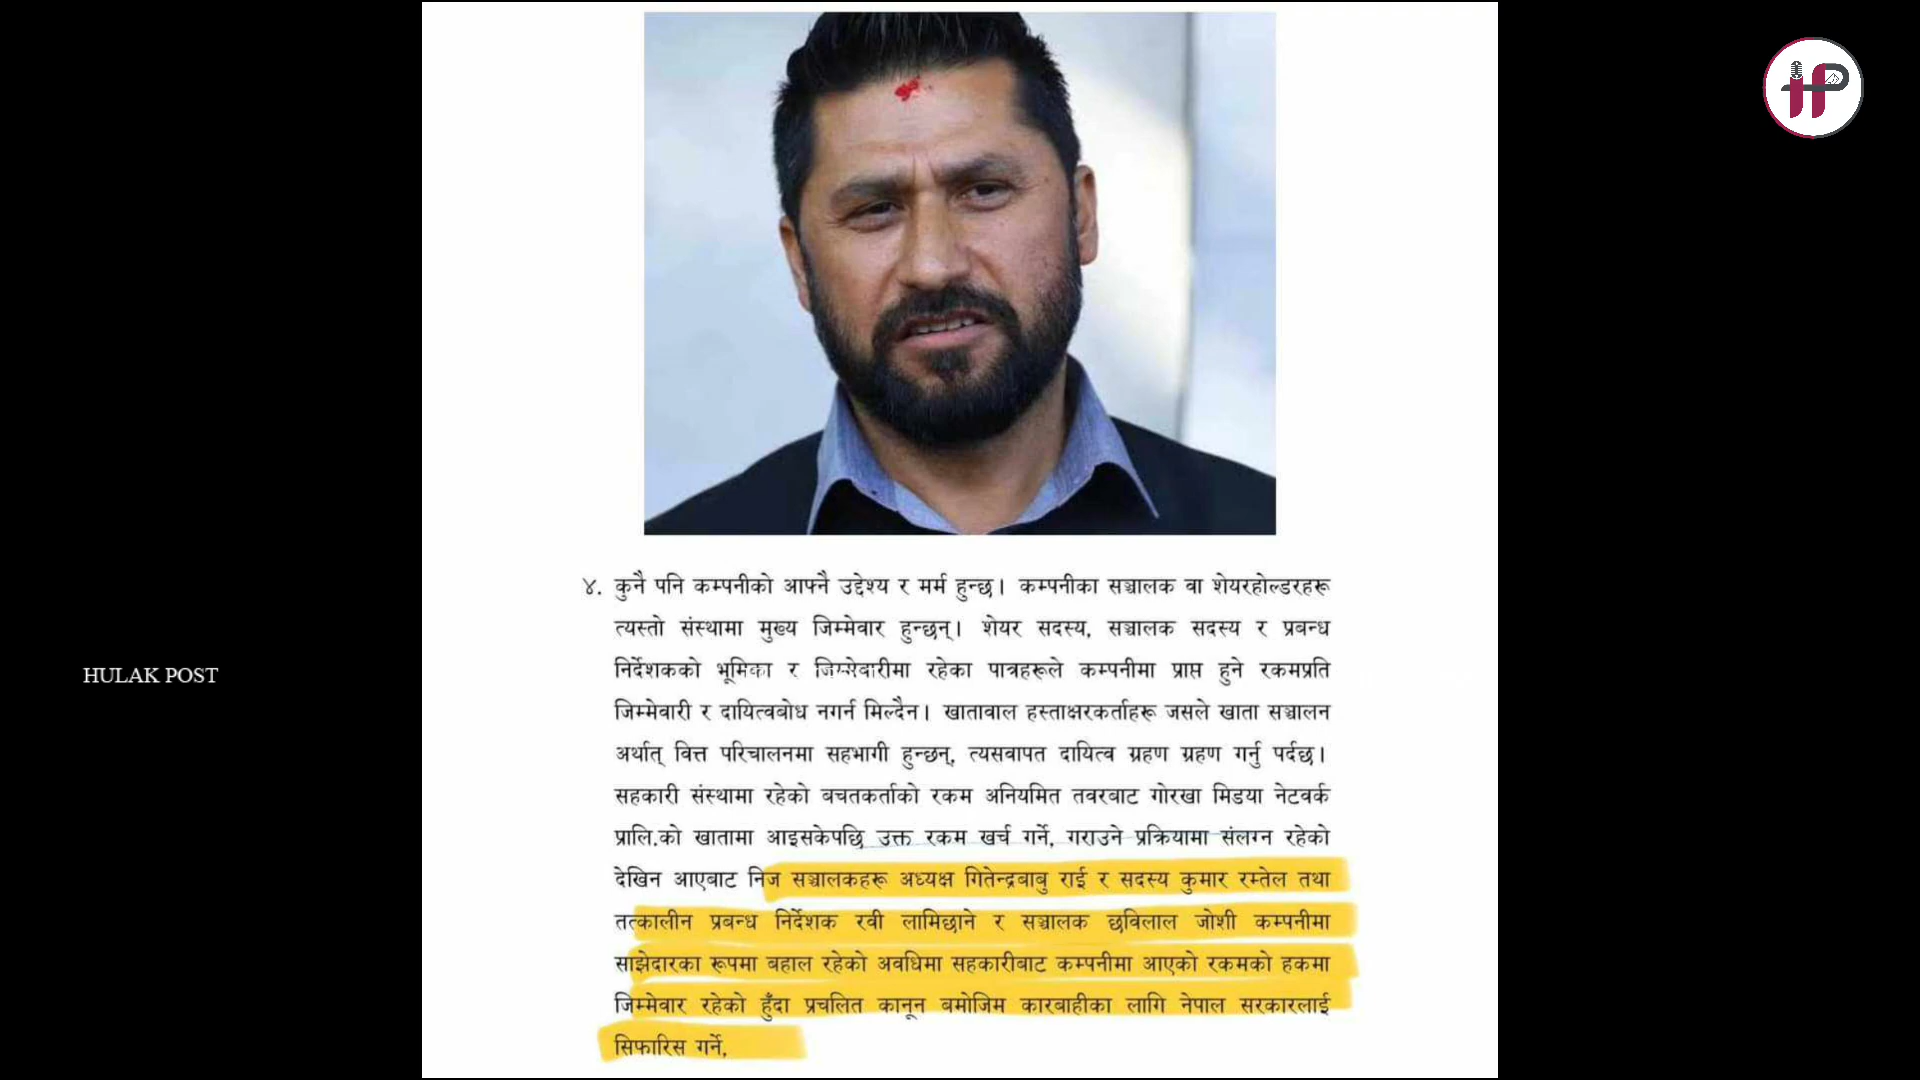 HP
४. कुनै पनि कम्पनीको आफ्नै उद्देश्य र मर्म हुन्छ। कम्पनीका सञ्चालक वा शेयरहोल्डरहरू
त्यस्तो संस्थामा मुख्य जिम्मेवार हुन्छन्। शेयर सदस्य, सञ्चालक सदस्य र प्रबन्ध
निर्देशकको भूमिका र जिम्मेबारीमा रहेका पात्रहरूले कम्पनीमा प्राप्त हुने रकमप्रति
जिम्मेवारी र दायित्वबोध नगर्न मिल्दैन। खातावाल हस्ताक्षरकर्ताहरू जसले खाता सञ्चालन
अर्थात् वित्त परिचालनमा सहभागी हुन्छन्, त्यसवापत दायित्व ग्रहण ग्रहण गर्नु पर्दछ।
सहकारी संस्थामा रहेको बचतकर्ताको रकम अनियमित तवरबाट गोरखा मिडया नेटवर्क
प्रालि.को खातामा आइसकेपछि उक्त रकम खर्च गर्ने, गराउने प्रक्रियामा संलग्न रहेको
देखिन आएबाट निज सञ्चालकहरू अध्यक्ष गितेन्द्रबाबु राई र सदस्य कुमार रम्तेल तथा
तत्कालीन प्रबन्ध निर्देशक रवी लामिछाने र सञ्चालक छविलाल जोशी कम्पनीमा
साझेदारका रूपमा बहाल रहेको अवधिमा सहकारीबाट कम्पनीमा आएको रकमको हकमा
जिम्मेवार रहेको हुँदा प्रचलित कानून बमोजिम कारबाहीका लागि नेपाल सरकारलाई
सिफारिस गर्ने,
HULAK POST